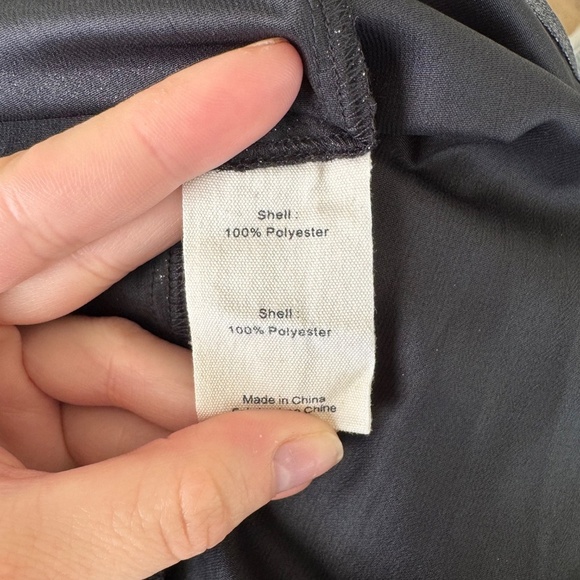 Shell :
100% Polyester
Shell :
100% Polyester
Made in China
Chine